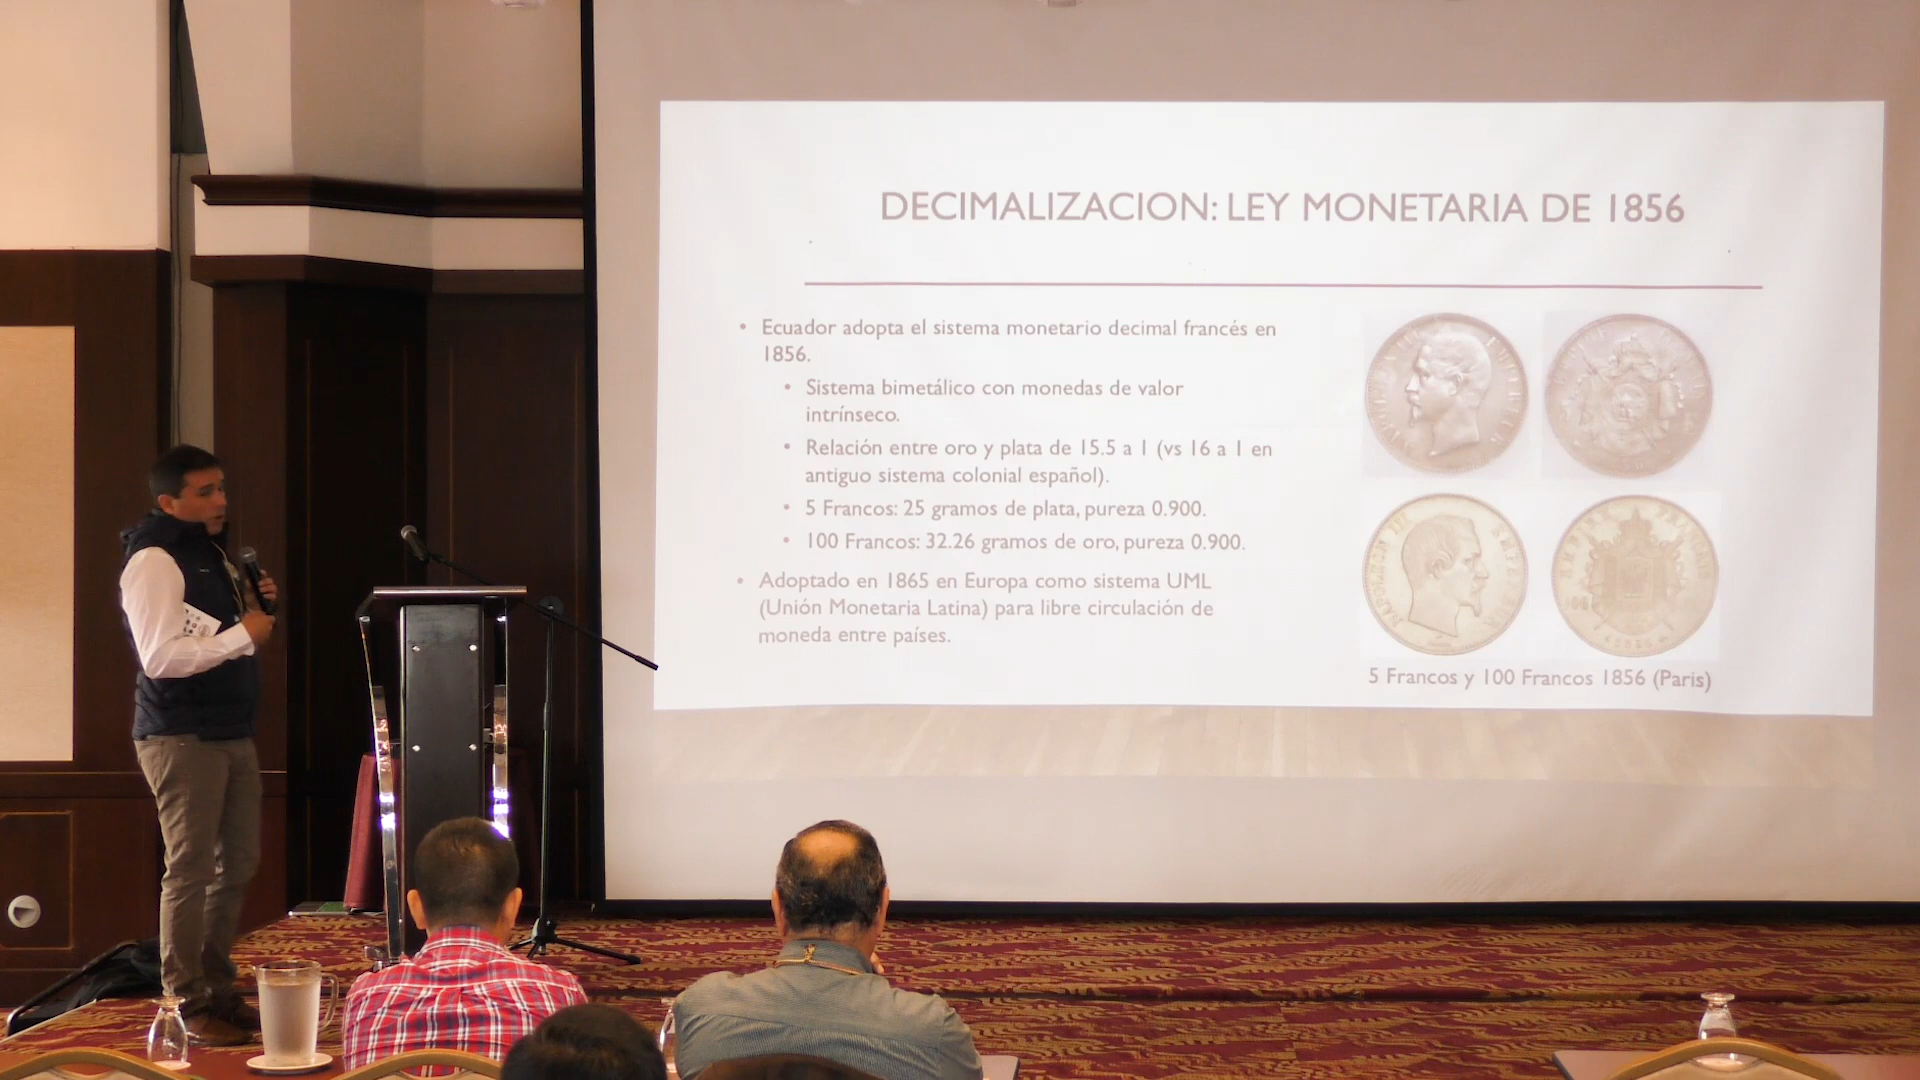 DECIMALIZACION: LEY MONETARIA DE 1856
• Ecuador adopta el sistema monetario decimal francés en
1856.
• Sistema bimetálico con monedas de valor
intrínseco.
• Relación entre oro y plata de 15.5 a 1 (vs 16 a 1 en
antiguo sistema colonial español).
• 5 Francos: 25 gramos de plata, pureza 0.900.
• 100 Francos: 32.26 gramos de oro, pureza 0.900.
• Adoptado en 1865 en Europa como sistema UML
(Unión Monetaria Latina) para libre circulación de
moneda entre países.
NAPOLEON III
5 Francos y 100 Francos 1856 (Paris)